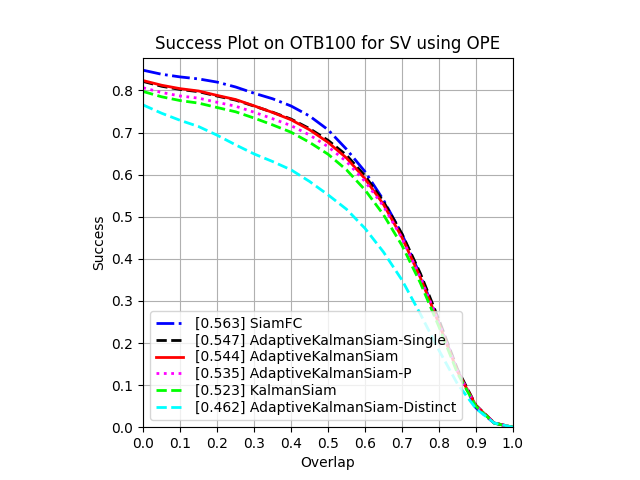 Success Plot on OTB100 for SV using OPE
Success
0.8
0.7
0.6
0.5
0.4
0.3
0.2
0.1
0.0
[0.563] SiamFC
[0.547] AdaptiveKalmanSiam-Single
[0.544] AdaptiveKalmanSiam
[0.535] AdaptiveKalmanSiam-P
[0.523] KalmanSiam
[0.462] AdaptiveKalmanSiam-Distinct
0.0 0.1 0.2 0.3 0.4 0.5 0.6 0.7 0.8 0.9 1.0
Overlap